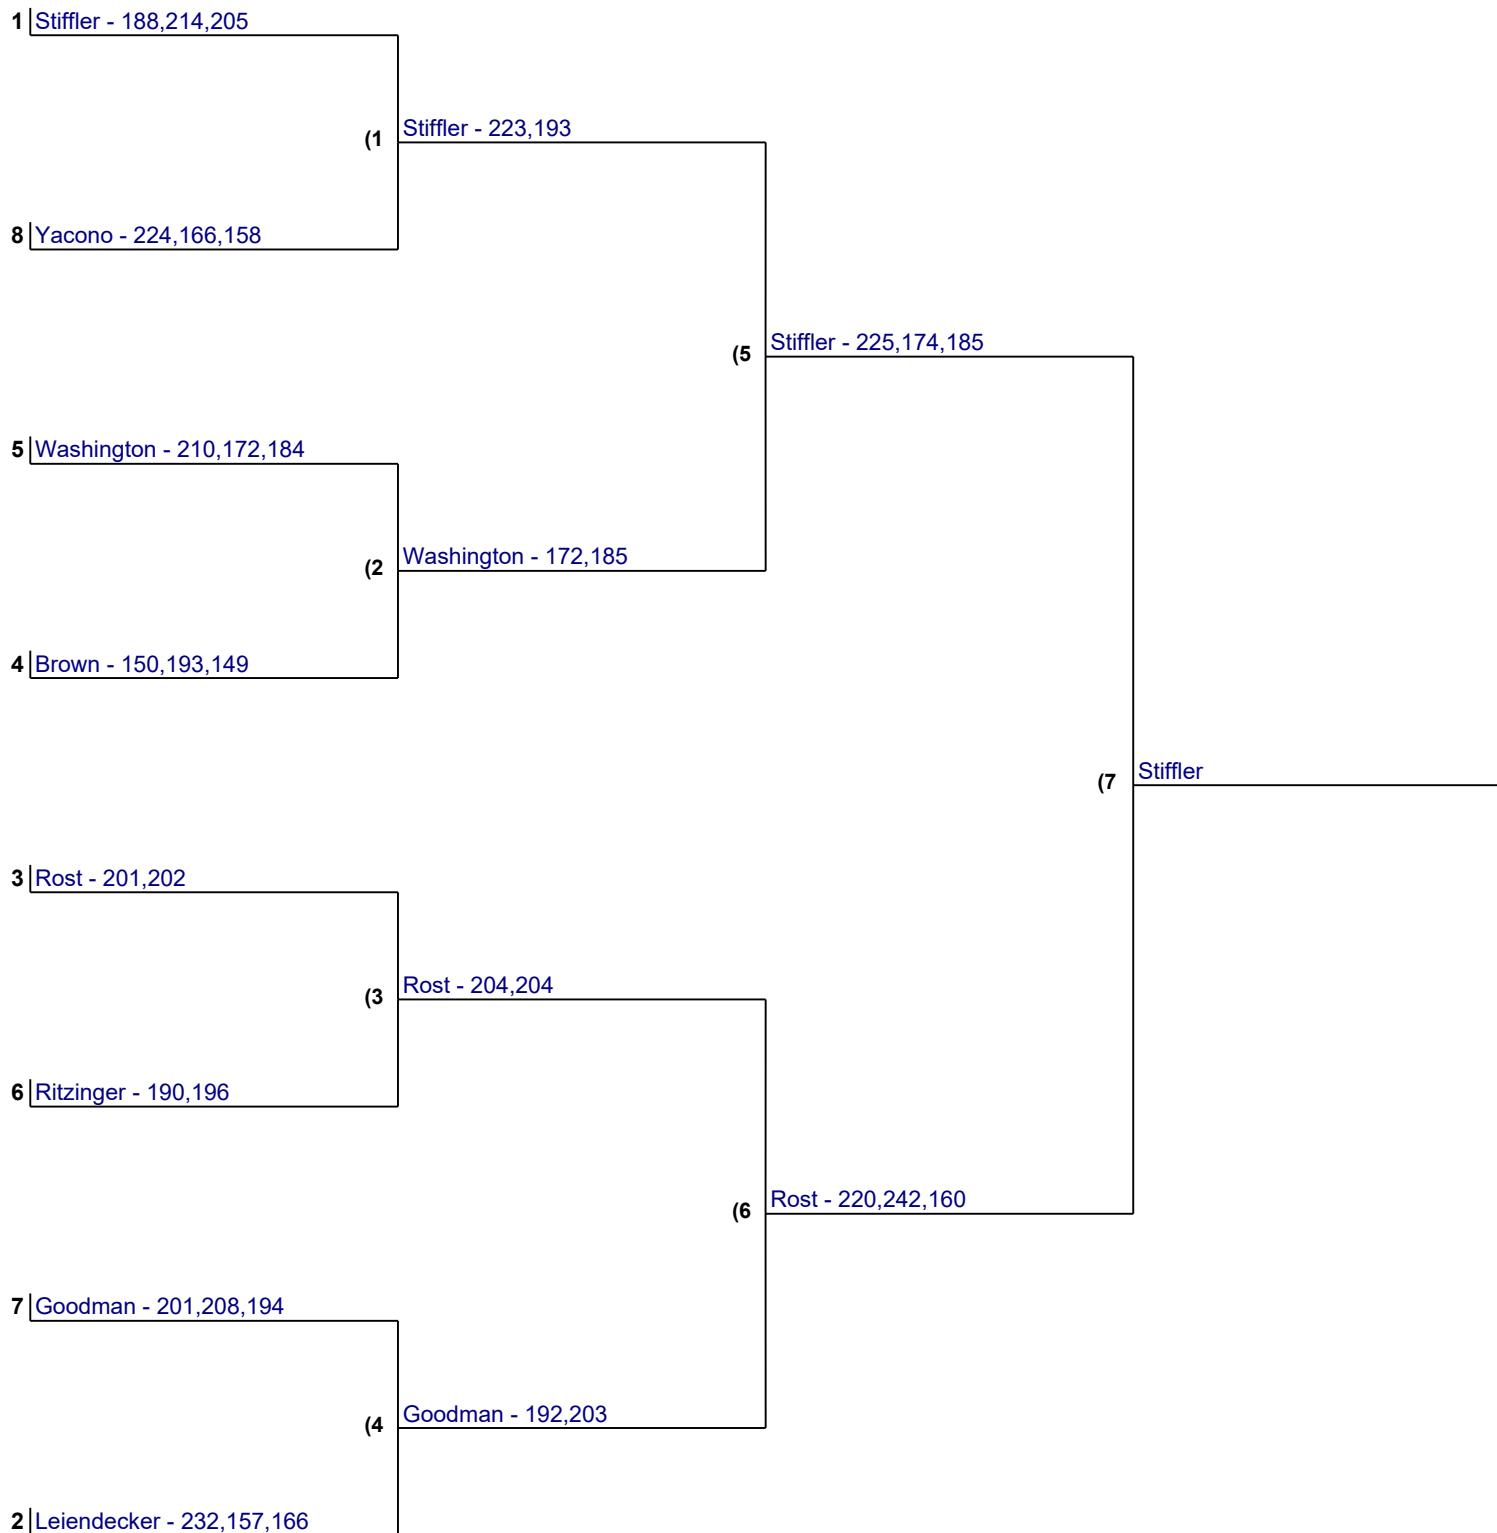 1 Stiffler - 188,214,205
(1 Stiffler - 223,193
8 Yacono - 224,166,158
(5 Stiffler - 225,174,185
5 Washington - 210,172,184
(2 Washington - 172,185
4 Brown - 150,193,149
(7 Stiffler
3 Rost - 201,202
(3 Rost - 204,204
6 Ritzinger - 190,196
(6 Rost - 220,242,160
7 Goodman - 201,208,194
(4 Goodman - 192,203
2 Leiendecker - 232,157,166